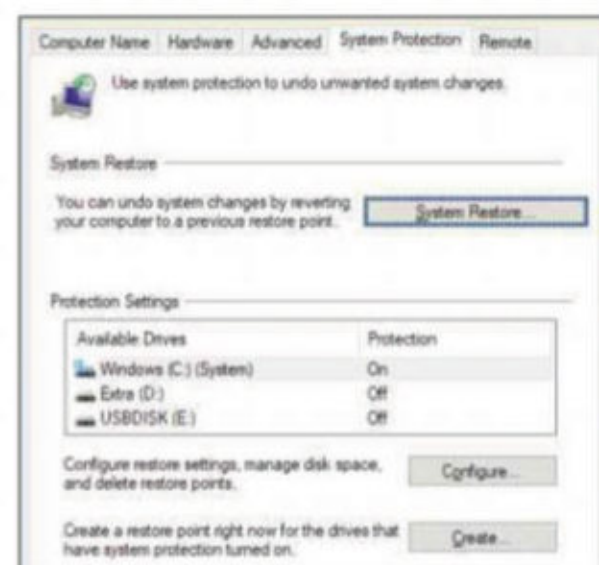 Computer Name Hardware Advanced System Protection Remote
Use system protection to undo unwanted system changes.
System Restore
You can undo system changes by reverting
your computer to a previous restore point.
System Restore...
Protection Settings
Available Drives Protection
Windows (C:) (System) On
Extra (D:) Off
USBDISK (E:) Off
Configure restore settings, manage disk space,
and delete restore points.
Configure...
Create a restore point right now for the drives that
have system protection turned on.
Create...